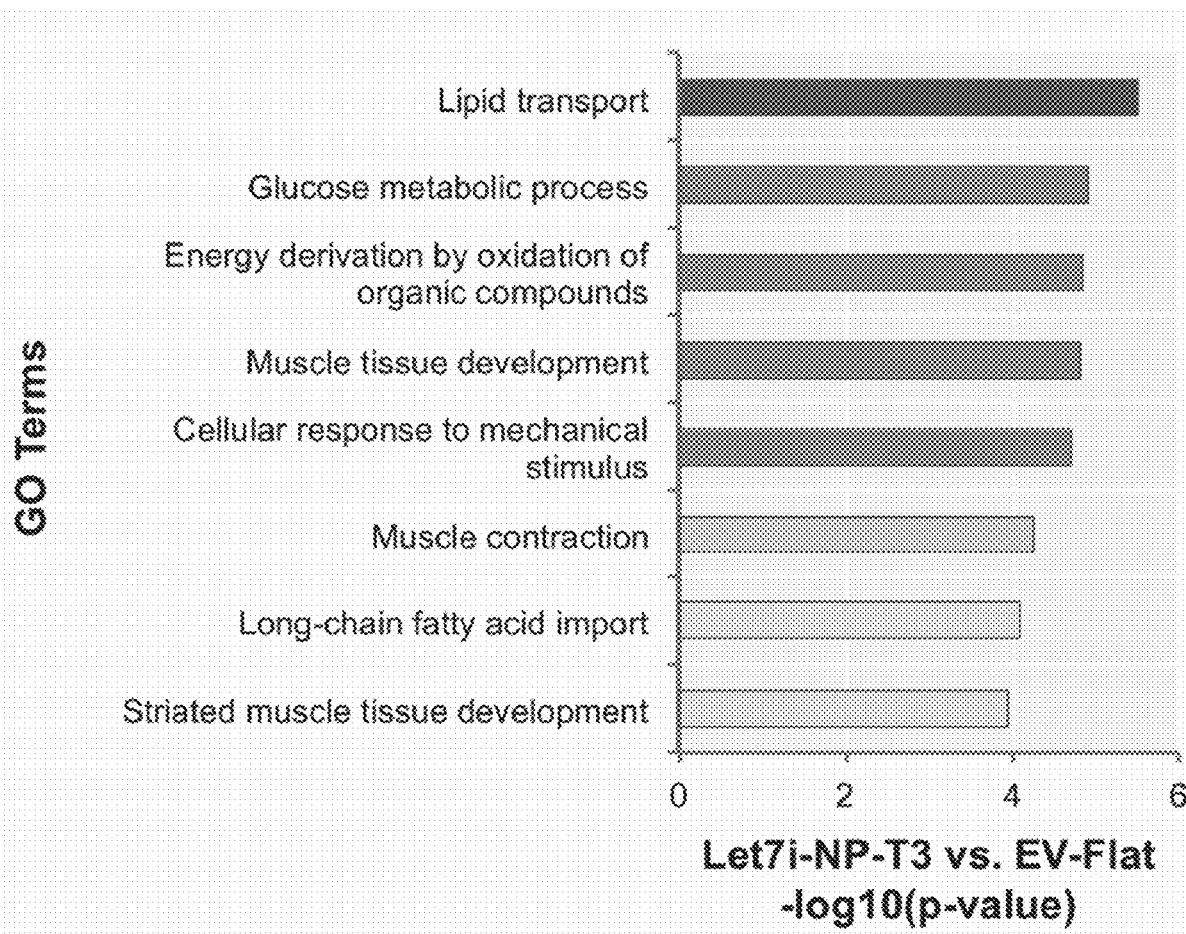 Lipid transport
Glucose metabolic process
Energy derivation by oxidation of
organic compounds
Muscle tissue development
Cellular response to mechanical
stimulus
Muscle contraction
Long-chain fatty acid import
Striated muscle tissue development
GO Terms
0 2 4 6
Let7i-NP-T3 vs. EV-Flat
-log10(p-value)